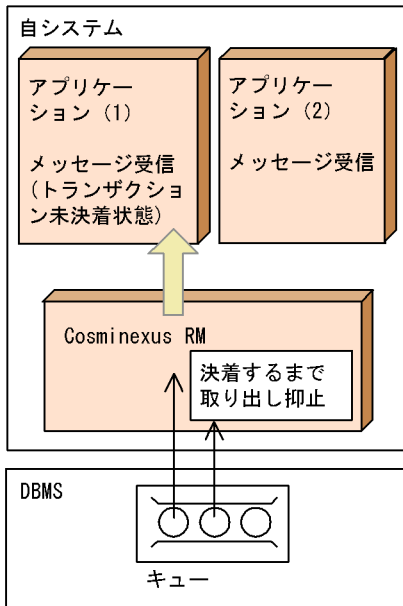 自システム
アプリケー
ション (1)
メッセージ受信
(トランザクショ
ン未決着状態)
アプリケー
ション (2)
メッセージ受信
Cosminexus RM
決着するまで
取り出し抑止
DBMS
キュー